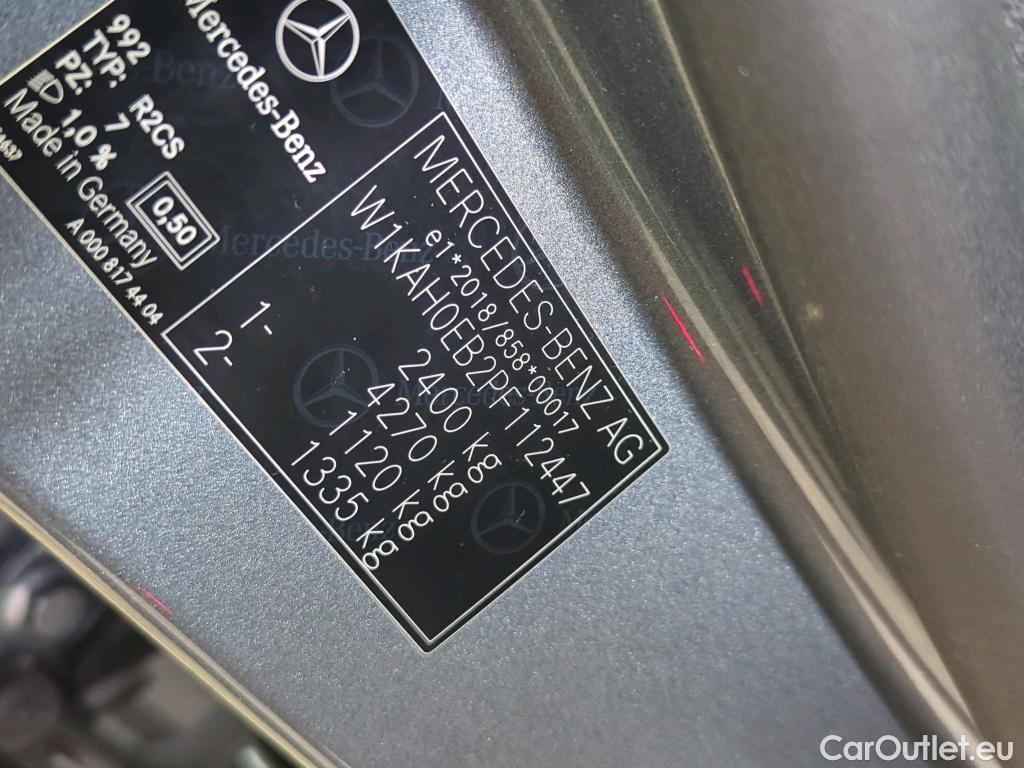 Mercedes-Benz
992
TYP: R2CS
PZ: 7
1,0 %
0,50
Made in Germany
A 000 817 44 04
MERCEDES-BENZ AG
e1*2018/858*00017
W1KAH0EB2PF112447
2400 kg
4270 kg
1- 1120 kg
2- 1335 kg
CarOutlet.eu